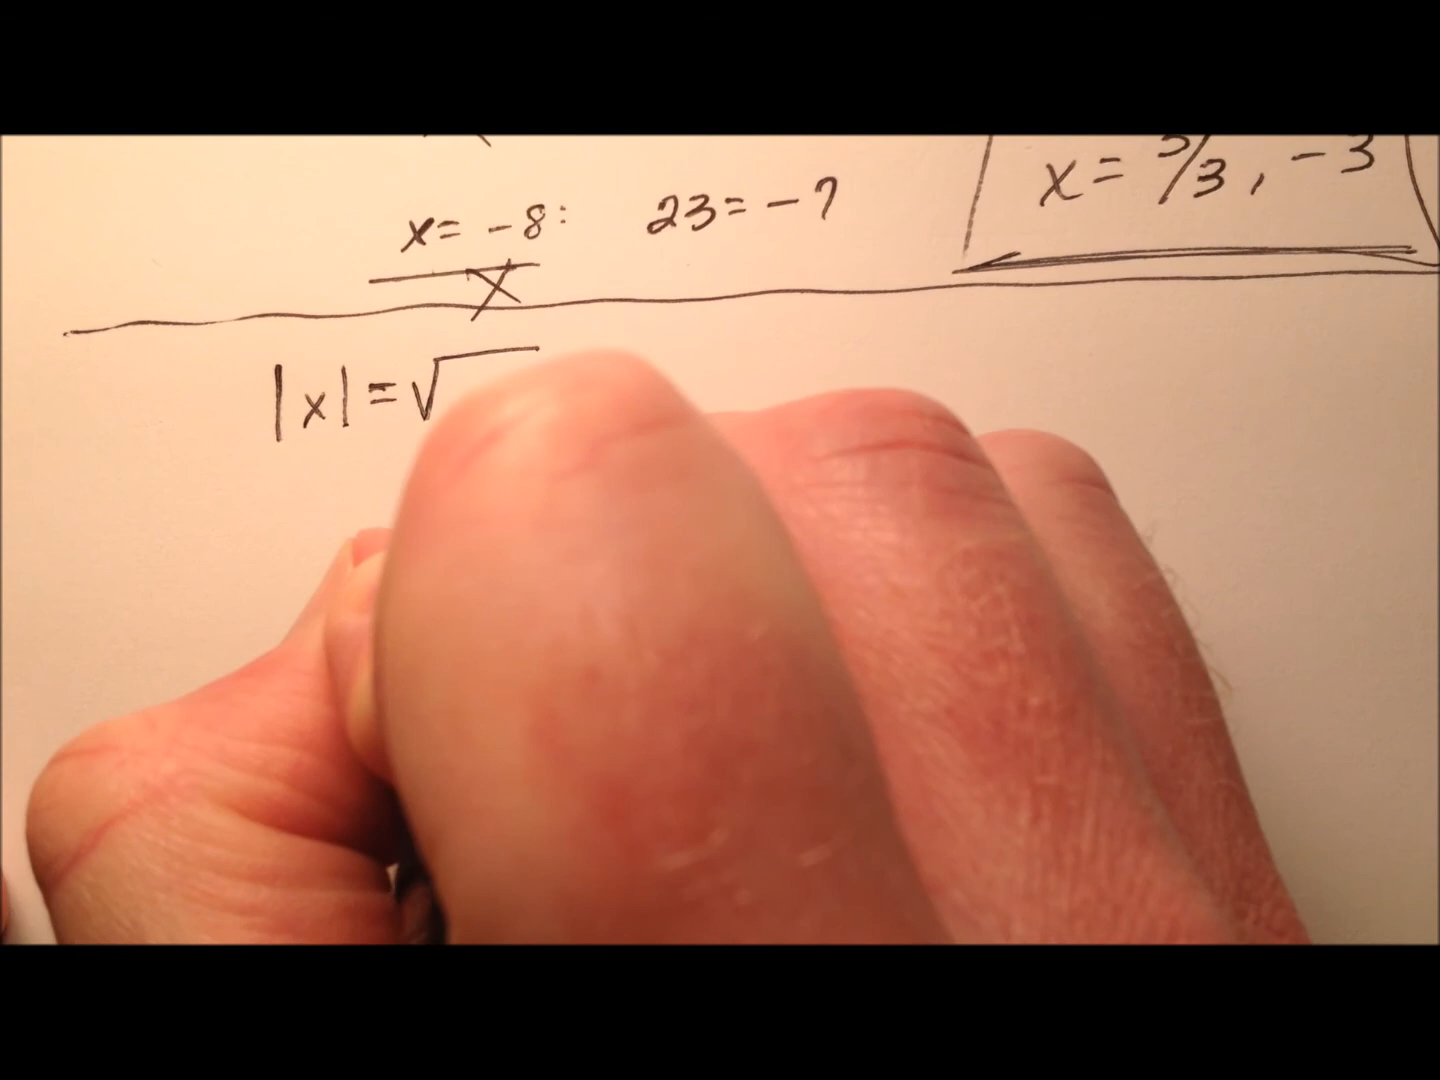 x = -8: 23 = -7
x = 5/3, -3
|x| = √